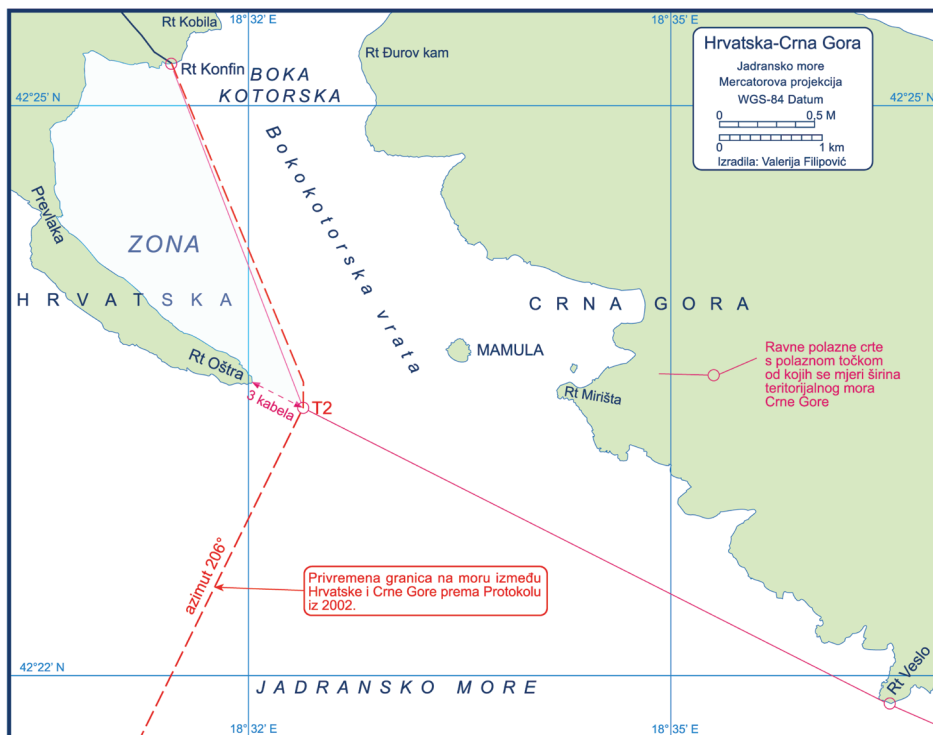 18° 32´ E
18° 35´ E
Rt Kobila
Rt Konfin
Rt Đurov kam
BOKA
KOTORSKA
42°25´ N
42°25´ N
Hrvatska-Crna Gora
Jadransko more
Mercatorova projekcija
WGS-84 Datum
0 0,5 M
0 1 km
Izradila: Valerija Filipović
Bokokotorska vrata
Prevlaka
ZONA
HRVATSKA
CRNA GORA
Rt Oštra
MAMULA
Rt Mirišta
Ravne polazne crte
s polaznom točkom
od kojih se mjeri širina
teritorijalnog mora
Crne Gore
3 kabela
T2
azimut 206°
Privremena granica na moru između
Hrvatske i Crne Gore prema Protokolu
iz 2002.
Rt Veslo
42°22´ N
42°22´ N
JADRANSKO MORE
18° 32´ E
18° 35´ E